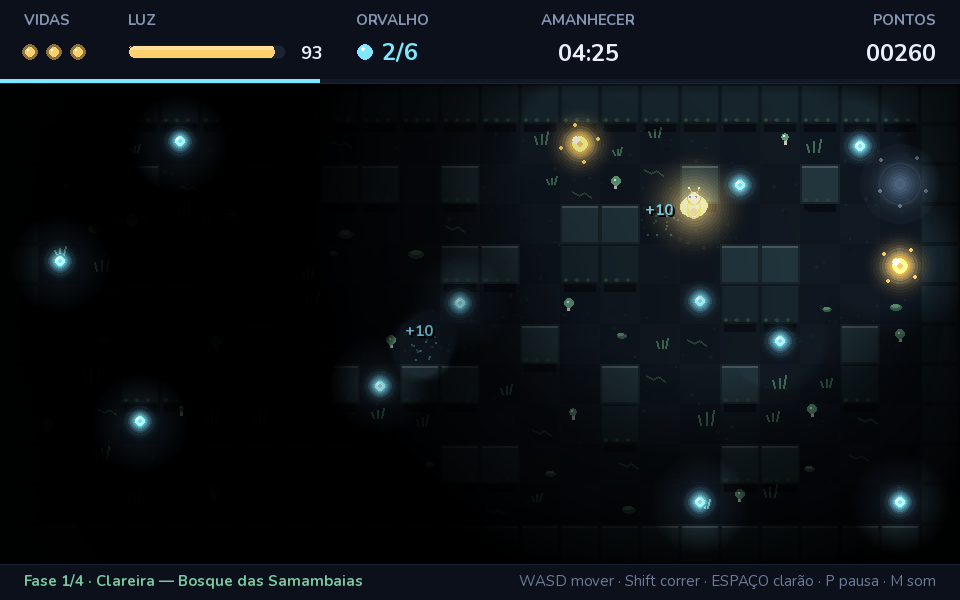 VIDAS LUZ ORVALHO AMANHECER PONTOS
93 2/6 04:25 00260
+10
+10
Fase 1/4 · Clareira — Bosque das Samambaias WASD mover · Shift correr · ESPAÇO clarão · P pausa · M som